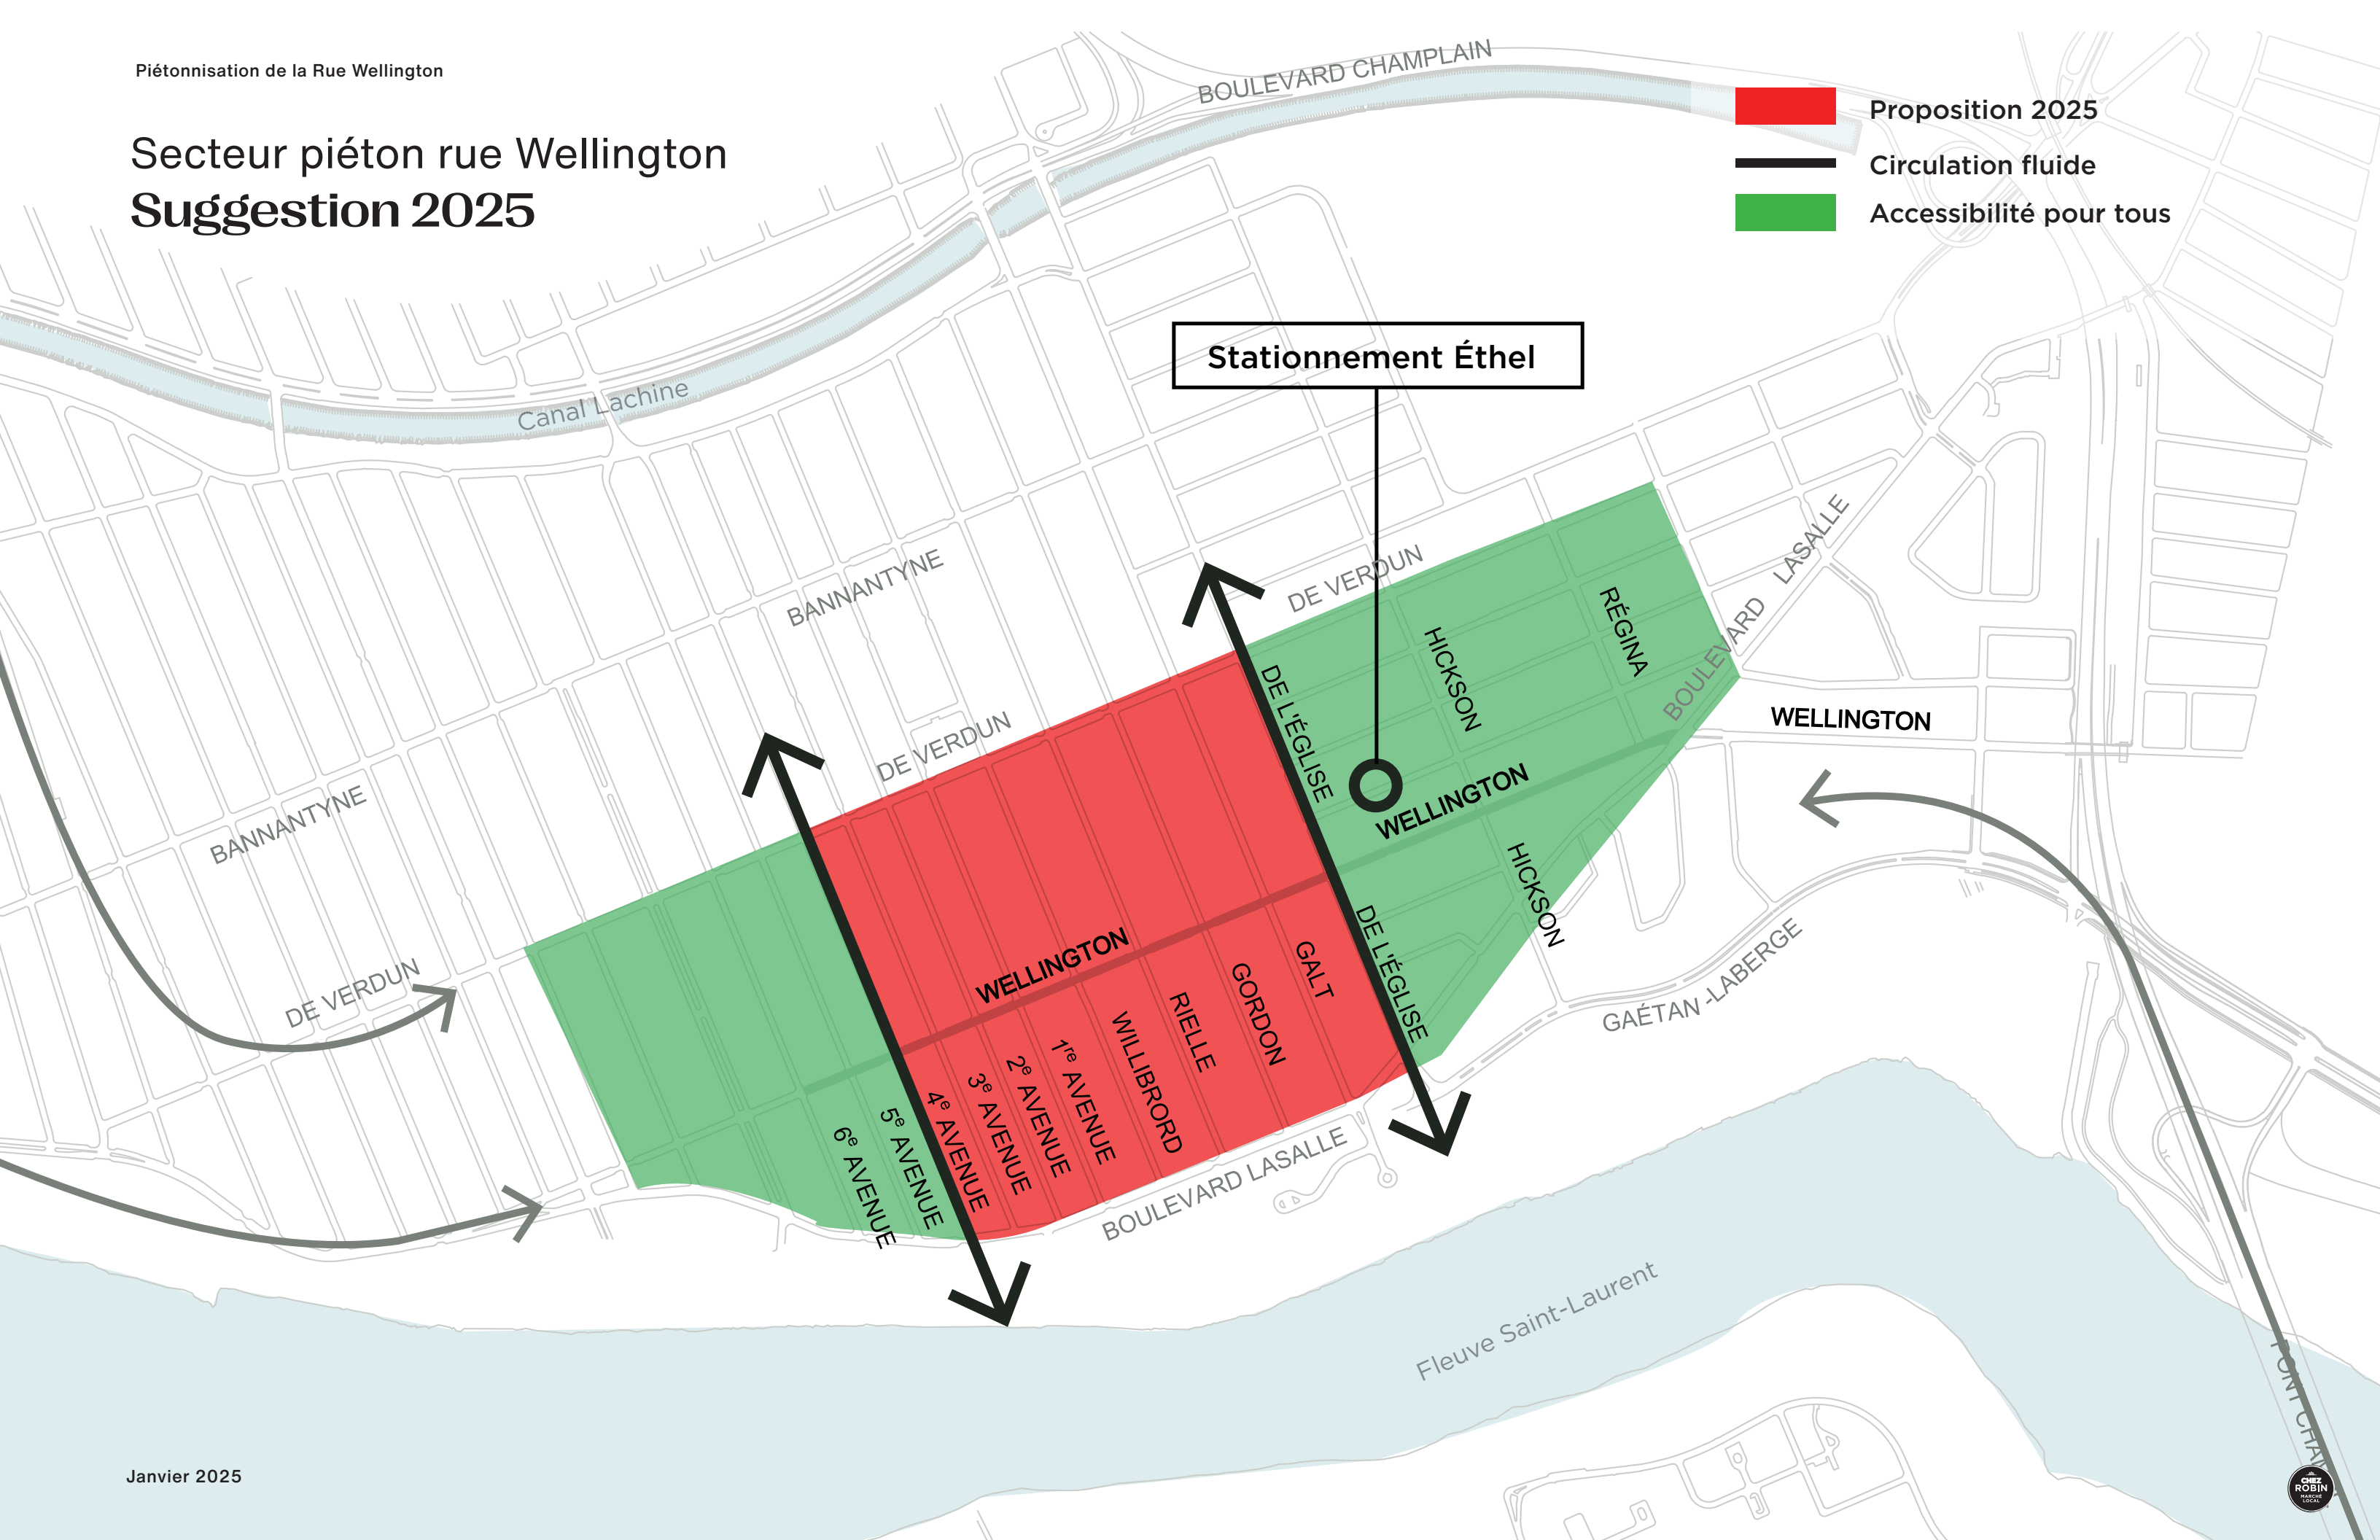 Piétonnisation de la Rue Wellington
Secteur piéton rue Wellington
Suggestion 2025
BOULEVARD CHAMPLAIN
Proposition 2025
Circulation fluide
Accessibilité pour tous
Stationnement Éthel
Canal Lachine
BANNANTYNE
DE VERDUN
BOULEVARD LASALLE
RÉGINA
HICKSON
DE L'ÉGLISE
DE VERDUN
WELLINGTON
WELLINGTON
BANNANTYNE
HICKSON
DE L'ÉGLISE
WELLINGTON
GALT
GORDON
RIELLE
WILLIBRORD
1re AVENUE
2e AVENUE
3e AVENUE
4e AVENUE
5e AVENUE
6e AVENUE
DE VERDUN
GAÉTAN -LABERGE
BOULEVARD LASALLE
Fleuve Saint-Laurent
PONT
Janvier 2025
CHEZ
ROBIN
MARCHÉ
LOCAL